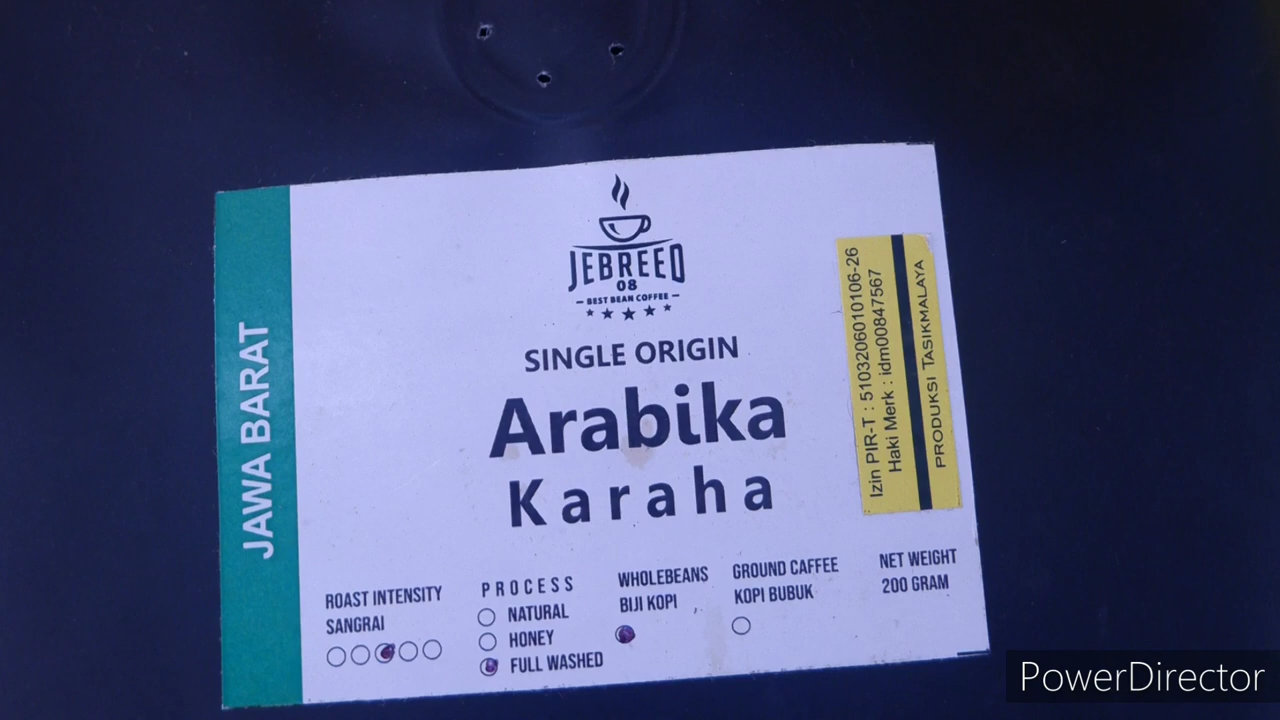 JAWA BARAT
JEBREED
08
BEST BEAN COFFEE
SINGLE ORIGIN
Arabika
Karaha
Izin PIR-T : 5103206010106-26
Haki Merk : idm00847567
PRODUKSI TASIKMALAYA
ROAST INTENSITY
SANGRAI
PROCESS
NATURAL
HONEY
FULL WASHED
WHOLEBEANS
BIJI KOPI
GROUND CAFFEE
KOPI BUBUK
NET WEIGHT
200 GRAM
PowerDirector